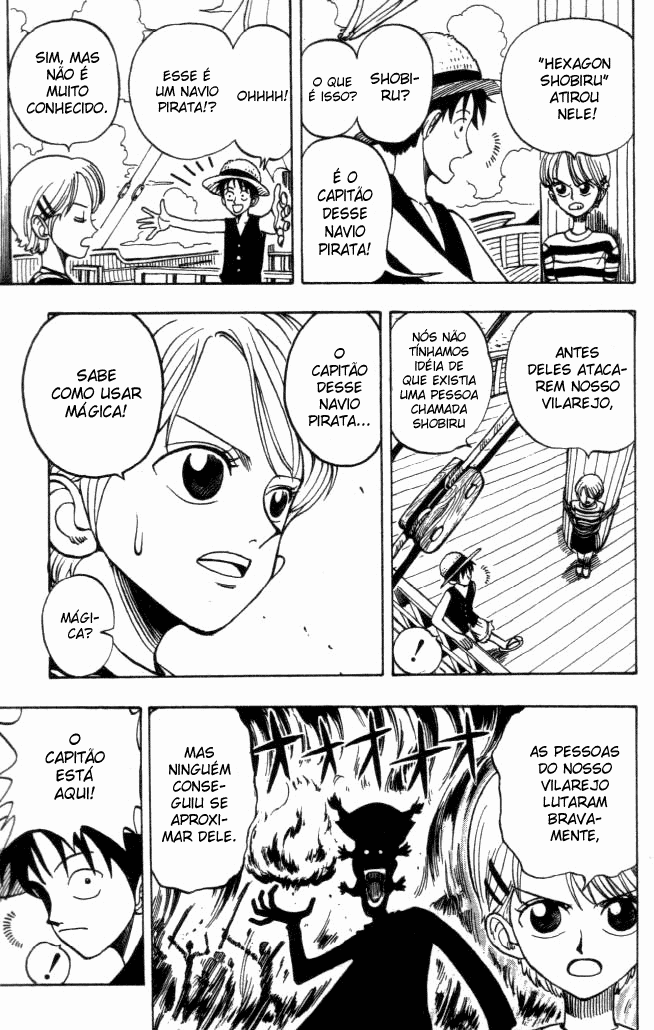 "HEXAGON
SHOBIRU"
ATIROU
NELE!
SHOBI-
RU?
O QUE
É ISSO?
É O
CAPITÃO
DESSE
NAVIO
PIRATA!
OHHHH!
ESSE É
UM NAVIO
PIRATA!?
SIM, MAS
NÃO É
MUITO
CONHECIDO.
ANTES
DELES ATACA-
REM NOSSO
VILAREJO,
NÓS NÃO
TÍNHAMOS
IDÉIA DE
QUE EXISTIA
UMA PESSOA
CHAMADA
SHOBIRU
!
O
CAPITÃO
DESSE
NAVIO
PIRATA...
SABE
COMO USAR
MÁGICA!
MÁGI-
CA?
AS PESSOAS
DO NOSSO
VILAREJO
LUTARAM
BRAVA-
MENTE,
MAS
NINGUÉM
CONSE-
GUIU SE
APROXI-
MAR DELE.
O
CAPITÃO
ESTÁ
AQUI!
!